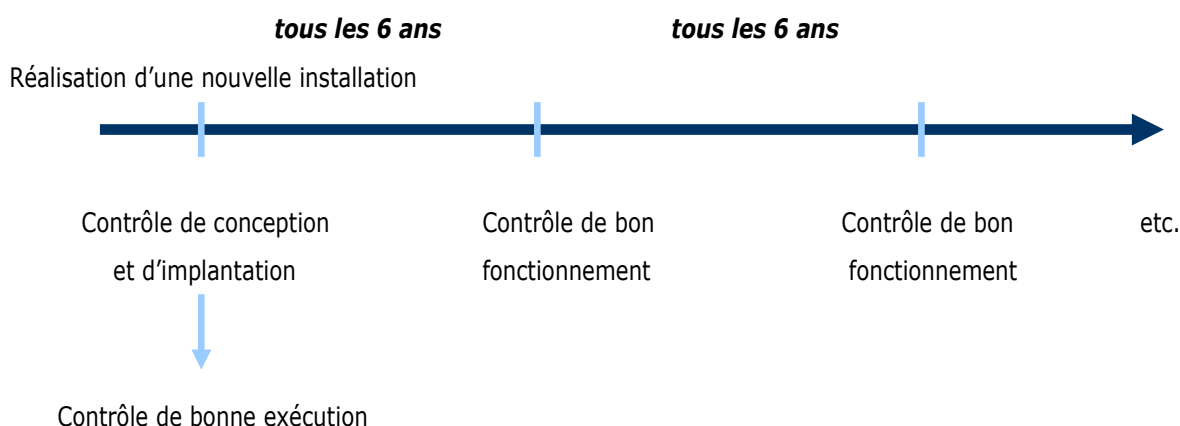 tous les 6 ans tous les 6 ans
Réalisation d’une nouvelle installation
Contrôle de conception
et d’implantation
Contrôle de bon
fonctionnement
Contrôle de bon
fonctionnement
etc.
Contrôle de bonne exécution